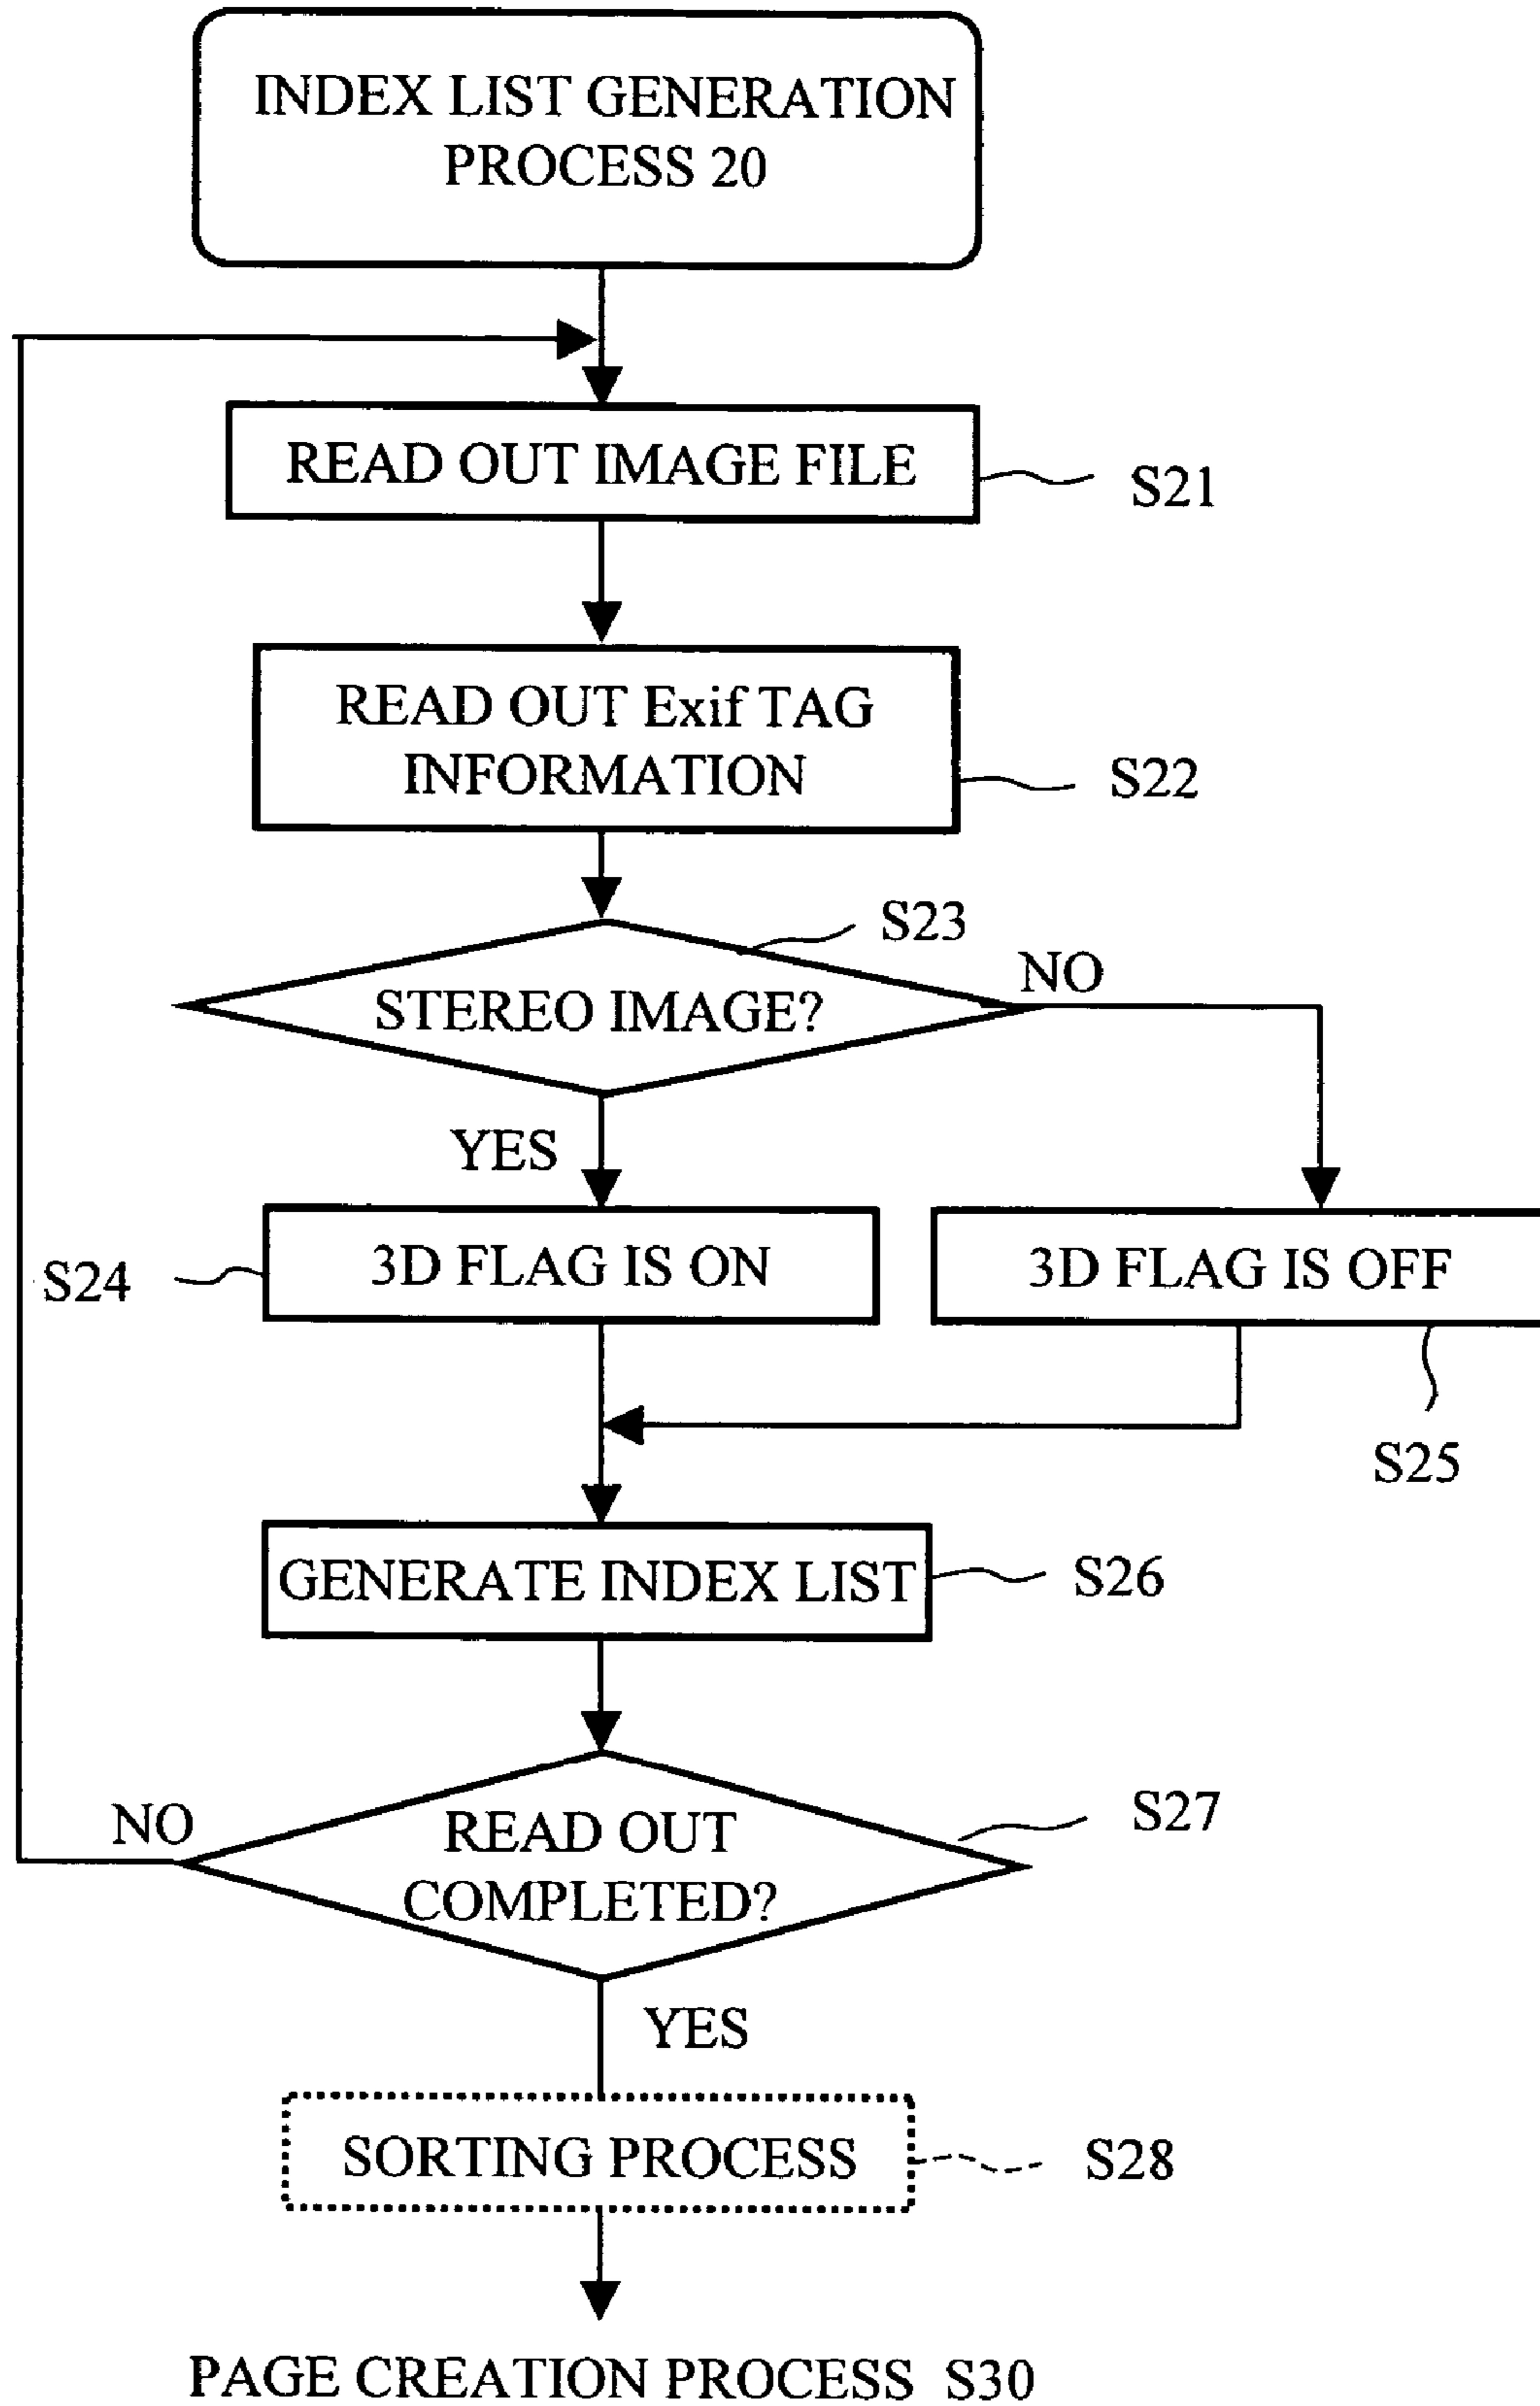 INDEX LIST GENERATION
PROCESS 20
READ OUT IMAGE FILE
S21
READ OUT Exif TAG
INFORMATION
S22
S23
STEREO IMAGE?
NO
YES
S24
3D FLAG IS ON
3D FLAG IS OFF
S25
GENERATE INDEX LIST
S26
NO
READ OUT
COMPLETED?
S27
YES
SORTING PROCESS
S28
PAGE CREATION PROCESS S30